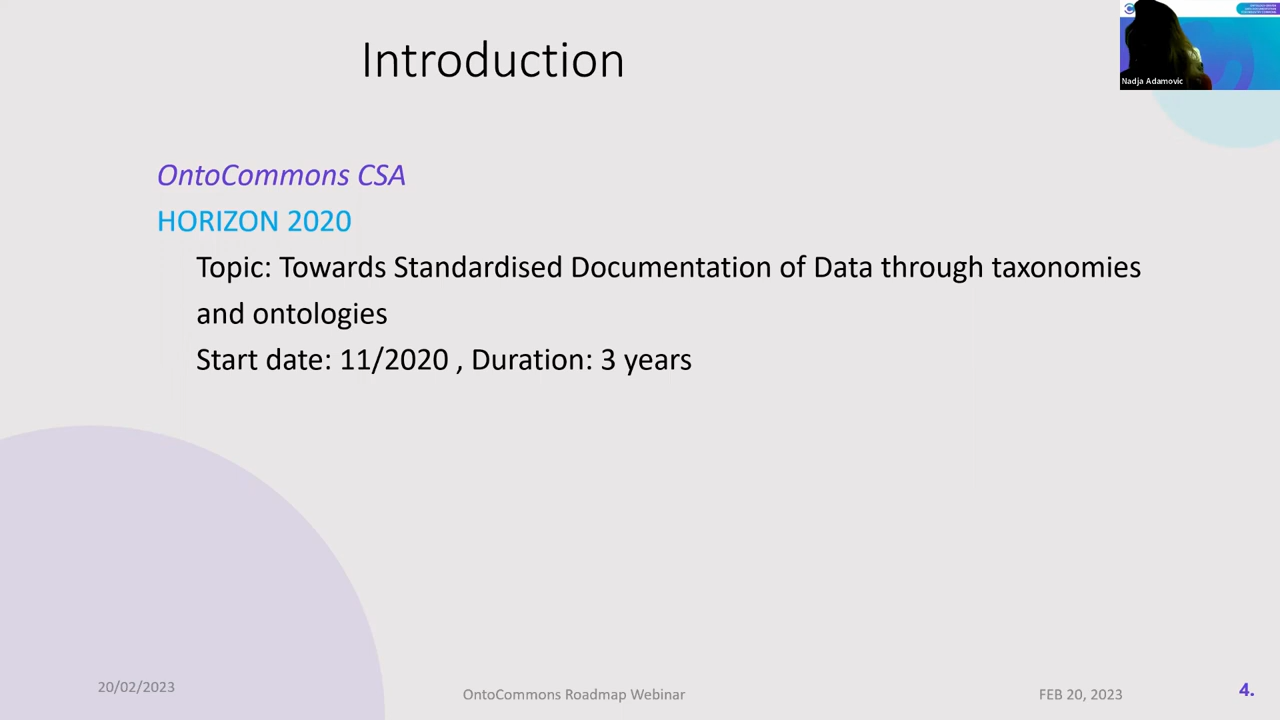 Introduction
Nadja Adamovic
OntoCommons CSA
HORIZON 2020
Topic: Towards Standardised Documentation of Data through taxonomies
and ontologies
Start date: 11/2020 , Duration: 3 years
20/02/2023
OntoCommons Roadmap Webinar
FEB 20, 2023
4.